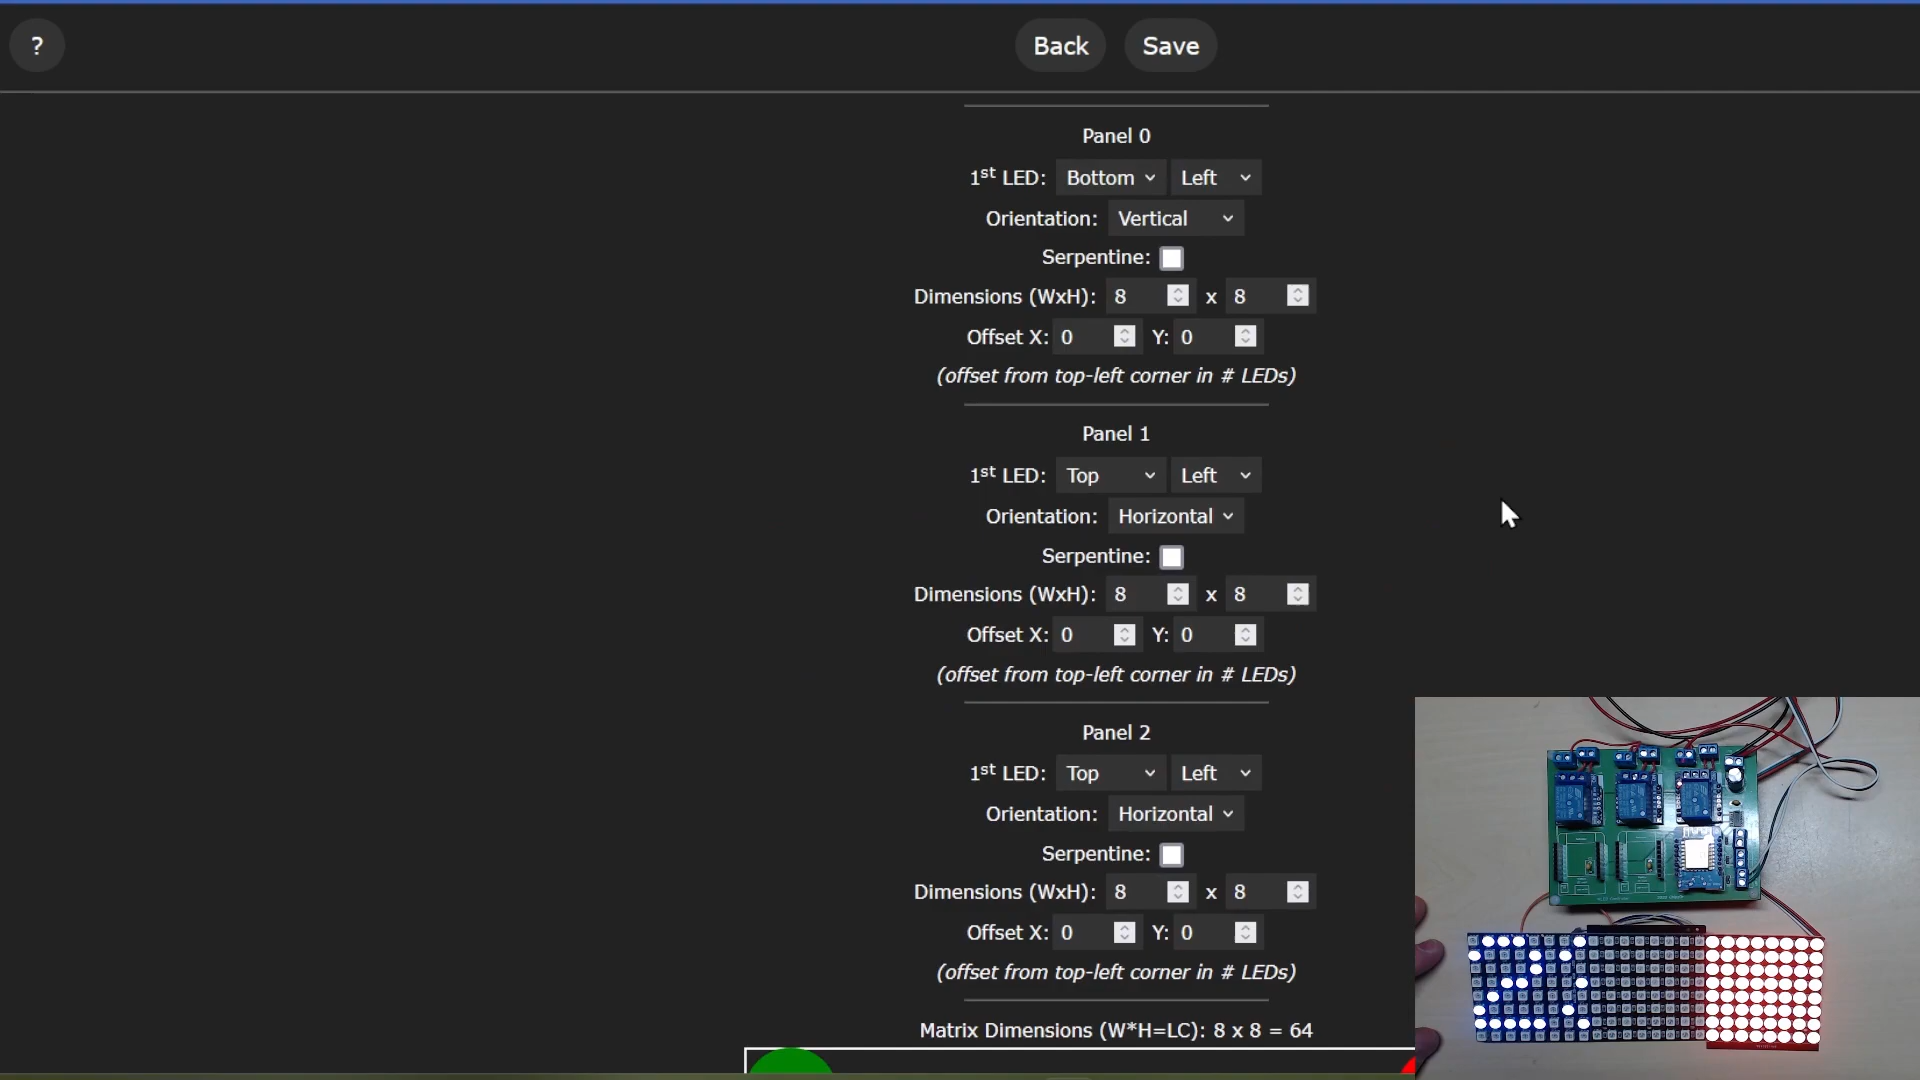 ?
Back Save
Panel 0
1st LED: Bottom Left
Orientation: Vertical
Serpentine:
Dimensions (WxH): 8 x 8
Offset X: 0 Y: 0
(offset from top-left corner in # LEDs)
Panel 1
1st LED: Top Left
Orientation: Horizontal
Serpentine:
Dimensions (WxH): 8 x 8
Offset X: 0 Y: 0
(offset from top-left corner in # LEDs)
Panel 2
1st LED: Top Left
Orientation: Horizontal
Serpentine:
Dimensions (WxH): 8 x 8
Offset X: 0 Y: 0
(offset from top-left corner in # LEDs)
Matrix Dimensions (W*H=LC): 8 x 8 = 64